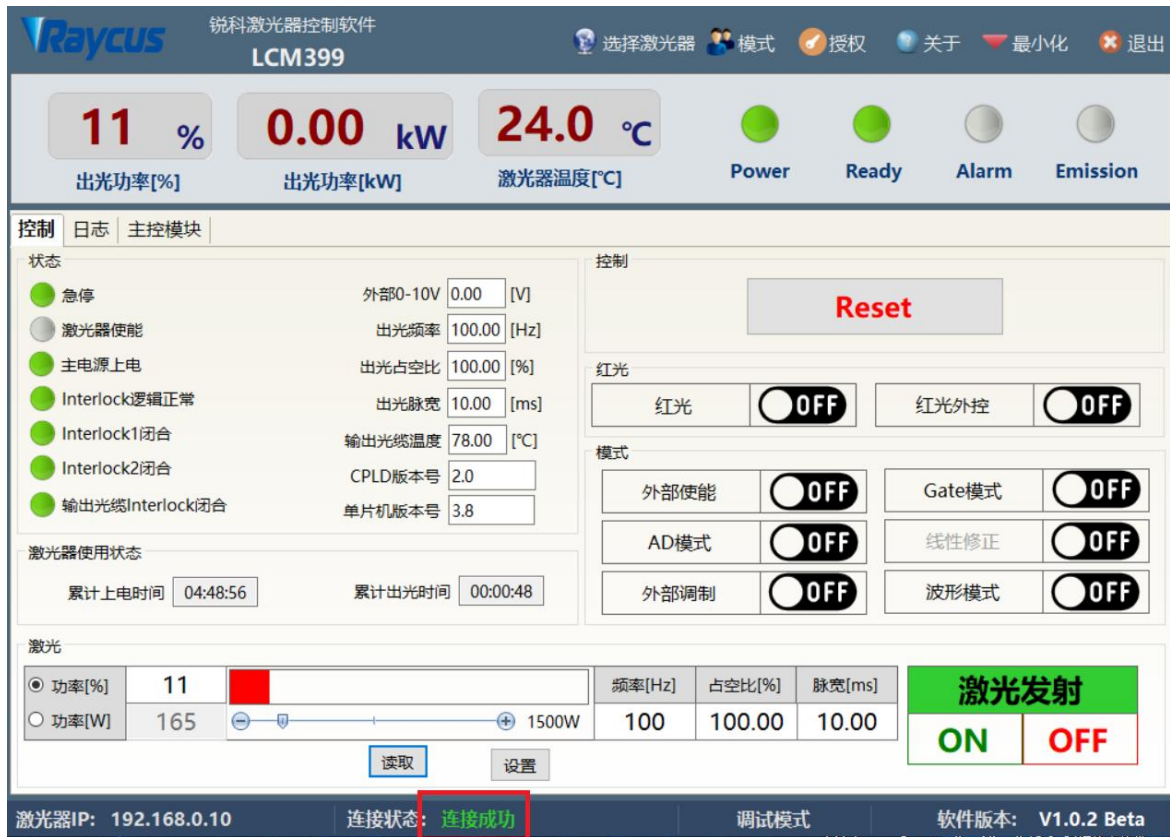 Raycus
锐科激光器控制软件
LCM399
选择激光器 模式 授权 关于 最小化 退出
11 % 0.00 kW 24.0 ℃
出光功率[%] 出光功率[kW] 激光器温度[℃] Power Ready Alarm Emission
控制 日志 主控模块
状态
急停 外部0-10V 0.00 [V]
激光器使能 出光频率 100.00 [Hz]
主电源上电 出光占空比 100.00 [%]
Interlock逻辑正常 出光脉宽 10.00 [ms]
Interlock1闭合 输出光缆温度 78.00 [℃]
Interlock2闭合 CPLD版本号 2.0
输出光缆Interlock闭合 单片机版本号 3.8
激光器使用状态
累计上电时间 04:48:56 累计出光时间 00:00:48
控制
Reset
红光
红光 OFF 红光外控 OFF
模式
外部使能 OFF Gate模式 OFF
AD模式 OFF 线性修正 OFF
外部调制 OFF 波形模式 OFF
激光
功率[%] 11 频率[Hz] 占空比[%] 脉宽[ms]
功率[W] 165 1500W 100 100.00 10.00
激光发射
ON OFF
读取 设置
激光器IP: 192.168.0.10 连接状态: 连接成功 调试模式 软件版本: V1.0.2 Beta